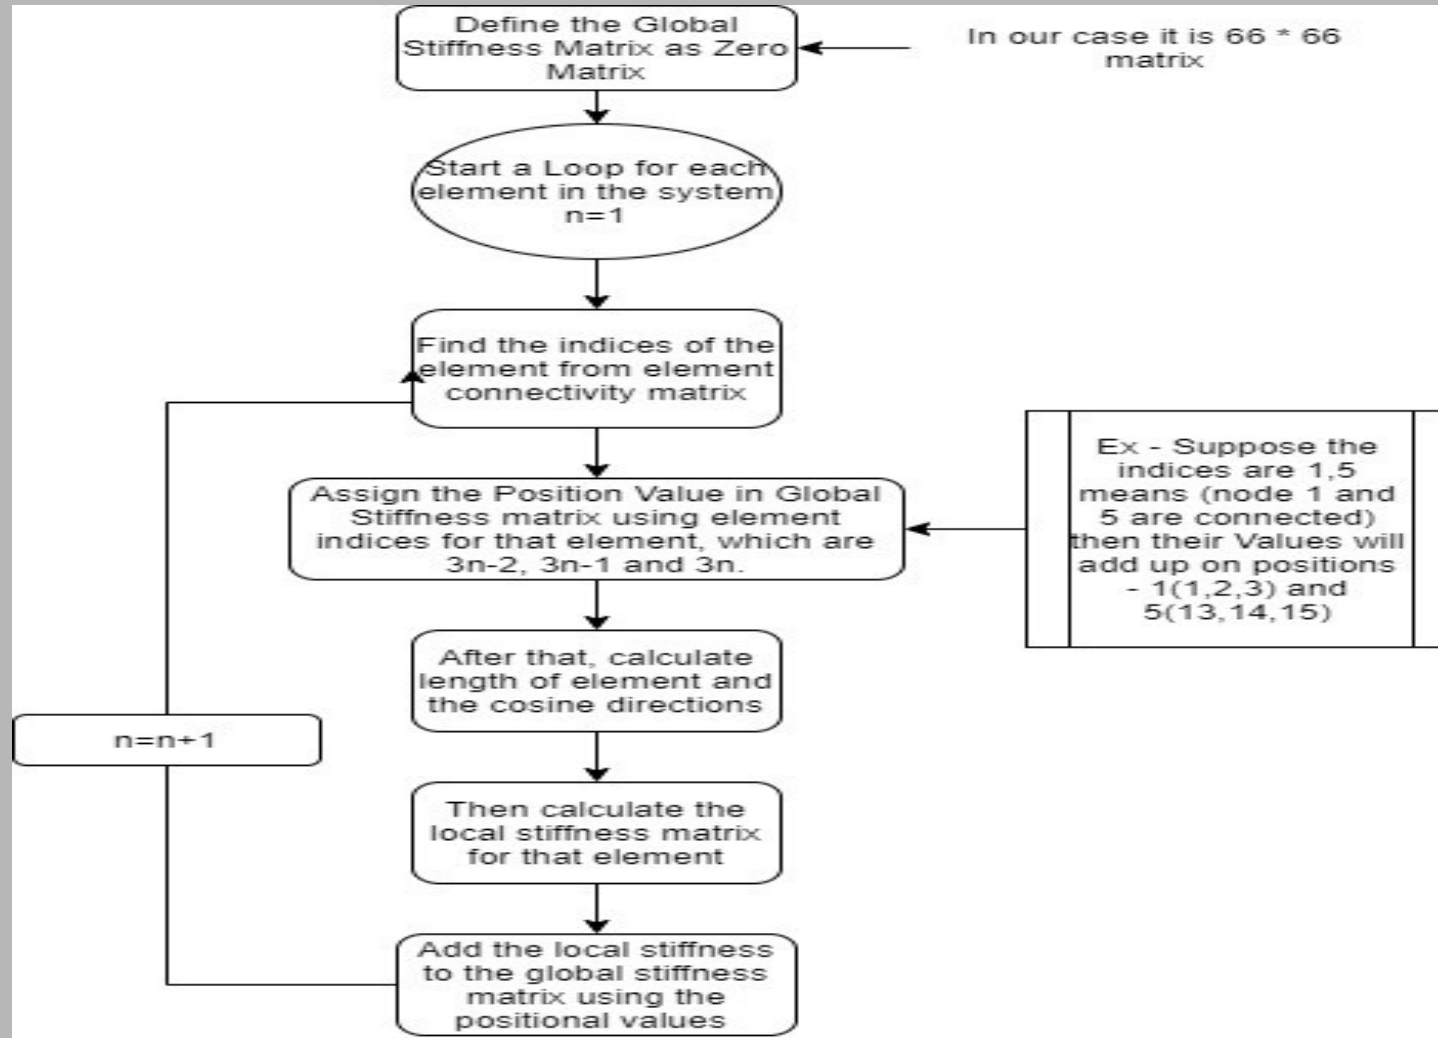 Define the Global
Stiffness Matrix as Zero
Matrix
In our case it is 66 * 66
matrix
Start a Loop for each
element in the system
n=1
Find the indices of the
element from element
connectivity matrix
Assign the Position Value in Global
Stiffness matrix using element
indices for that element, which are
3n-2, 3n-1 and 3n.
Ex - Suppose the
indices are 1,5
means (node 1 and
5 are connected)
then their Values will
add up on positions
- 1(1,2,3) and
5(13,14,15)
After that, calculate
length of element and
the cosine directions
n=n+1
Then calculate the
local stiffness matrix
for that element
Add the local stiffness
to the global stiffness
matrix using the
positional values